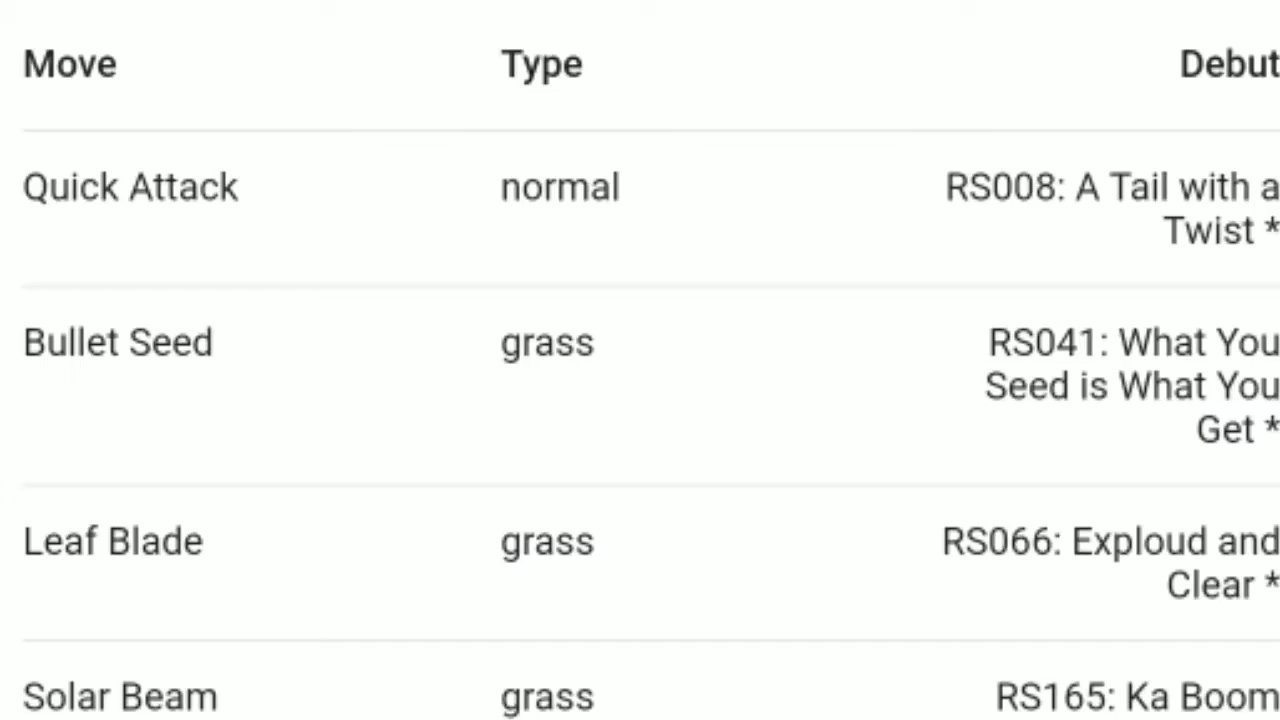 Move Type Debut
Quick Attack normal RS008: A Tail with a
Twist *
Bullet Seed grass RS041: What You
Seed is What You
Get *
Leaf Blade grass RS066: Exploud and
Clear *
Solar Beam grass RS165: Ka Boom